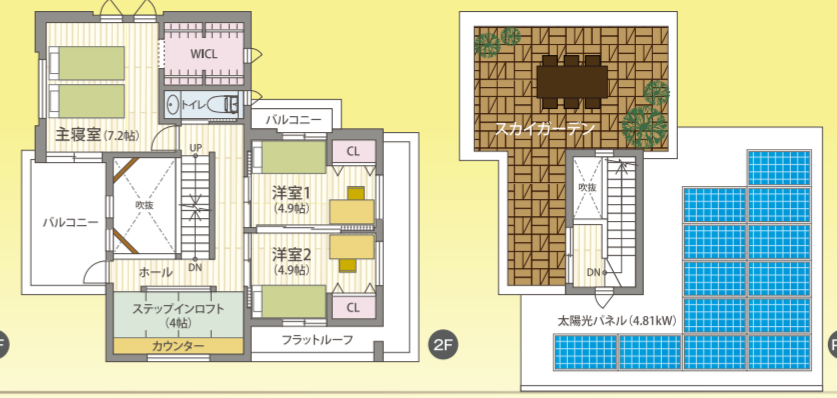 WICL
トイレ
主寝室(7.2帖)
バルコニー
UP
CL
洋室1
(4.9帖)
吹抜
バルコニー
洋室2
(4.9帖)
ホール
DN
ステップインロフト
(4帖)
CL
カウンター
フラットルーフ
F
2F
スカイガーデン
吹抜
DN
太陽光パネル(4.81kW)